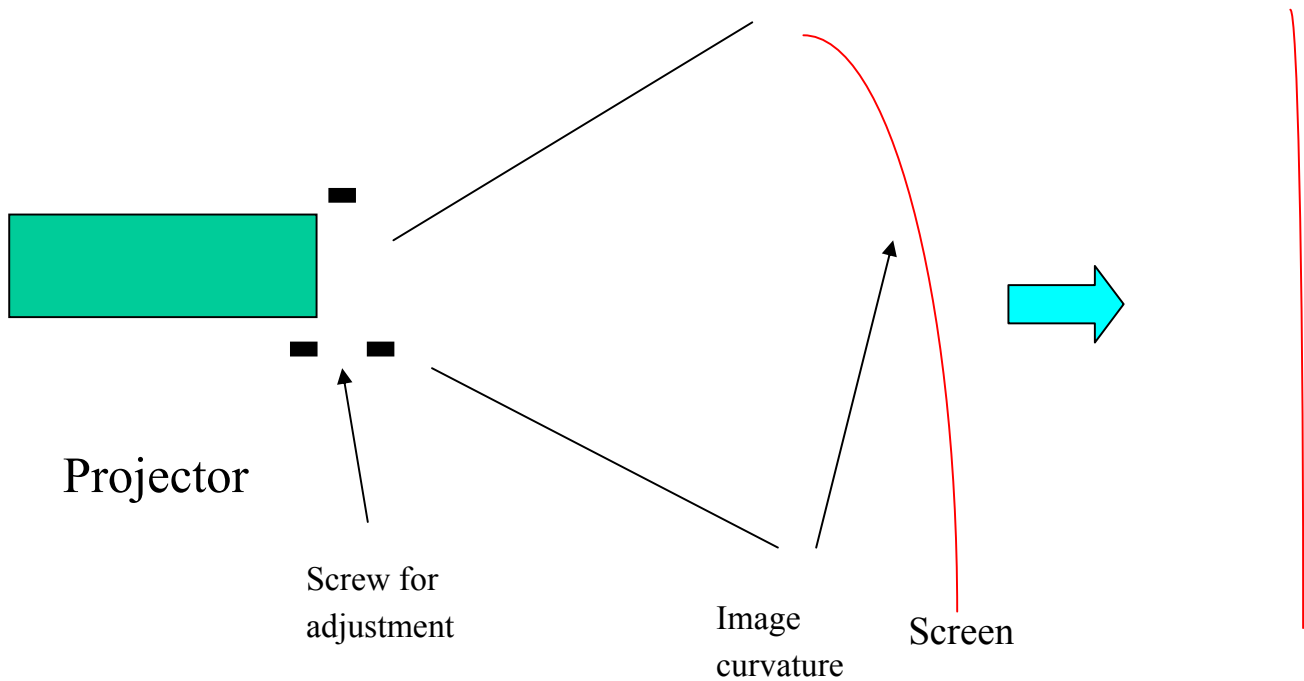 Projector
Screw for
adjustment
Image
curvature
Screen